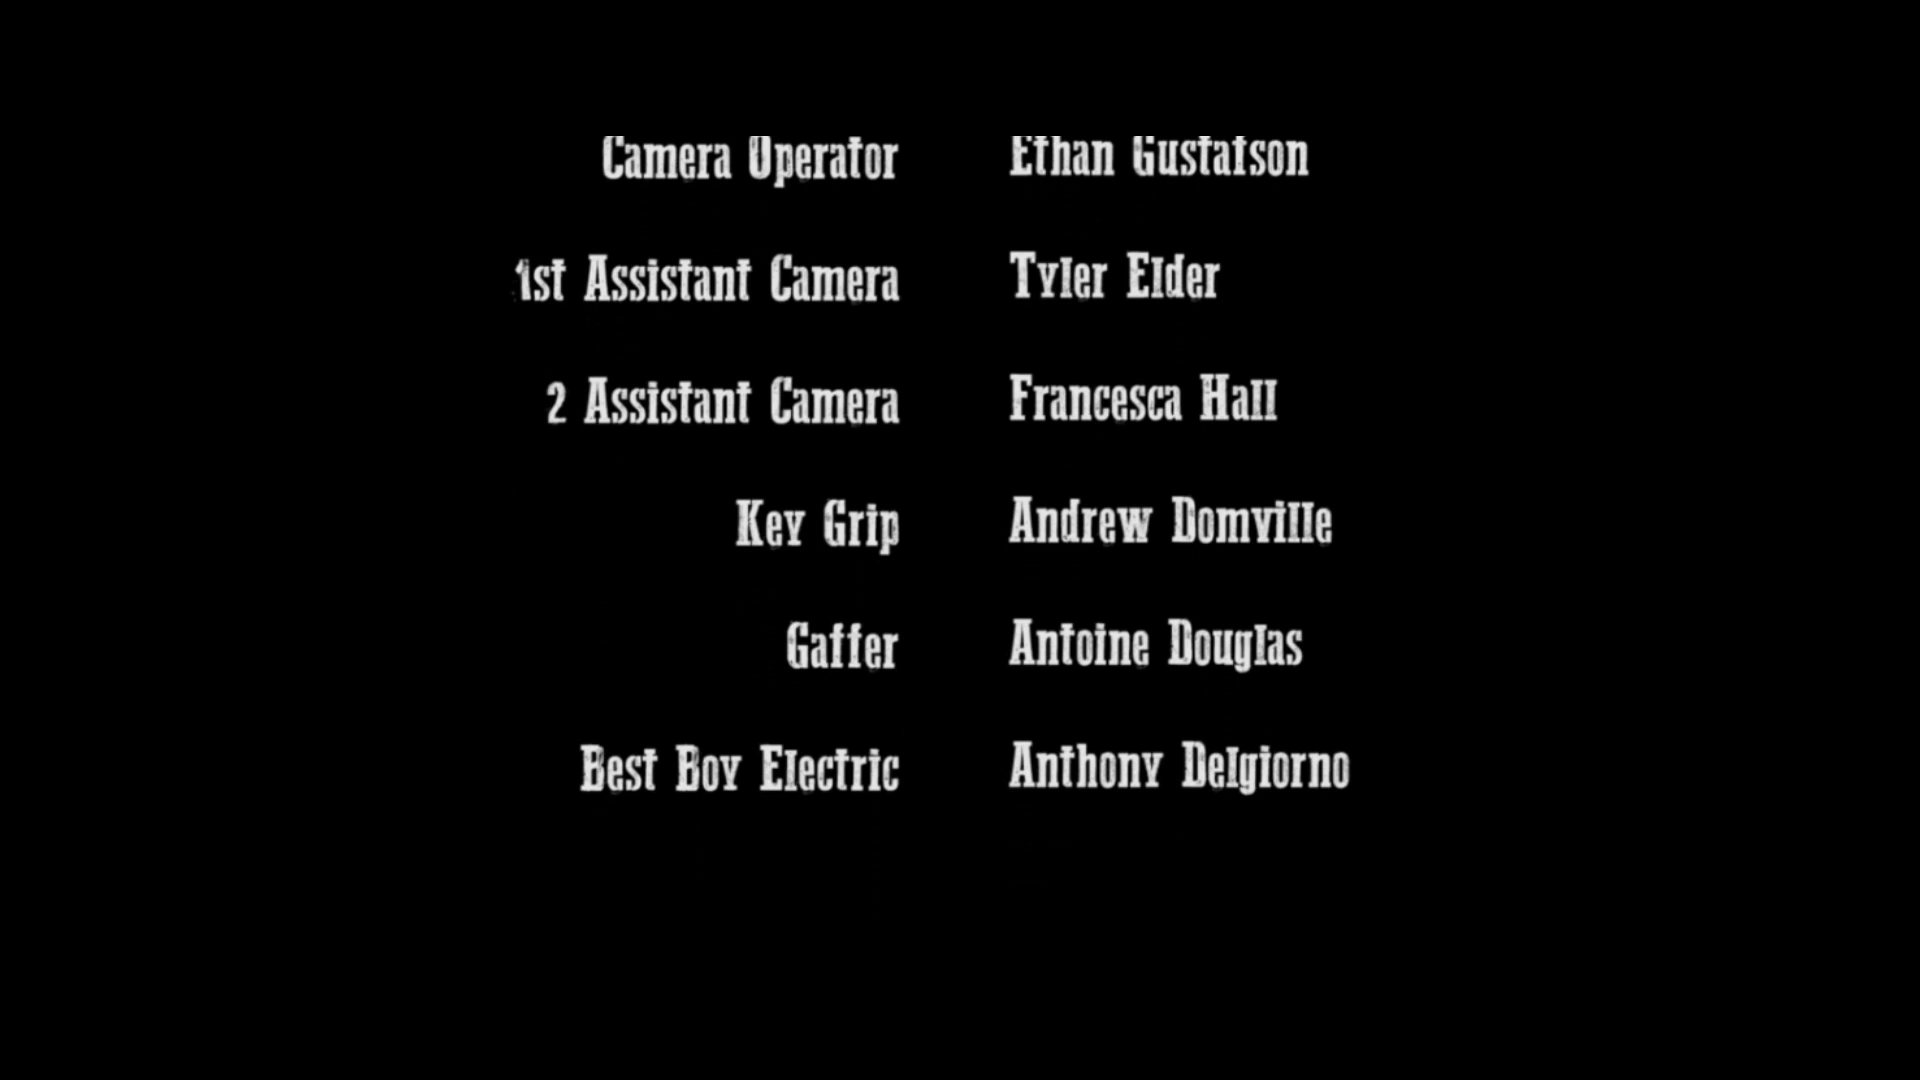 Camera Operator Ethan Gustafson
1st Assistant Camera Tyler Elder
2 Assistant Camera Francesca Hall
Key Grip Andrew Domville
Gaffer Antoine Douglas
Best Boy Electric Anthony Delgiorno